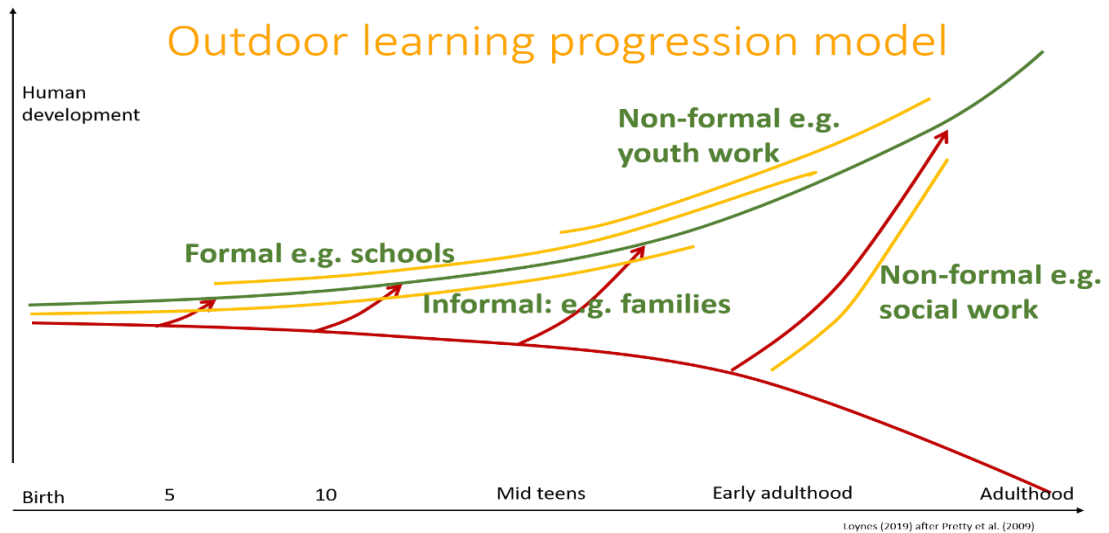 Outdoor learning progression model
Human
development
Non-formal e.g.
youth work
Formal e.g. schools
Informal: e.g. families
Non-formal e.g.
social work
Birth
5
10
Mid teens
Early adulthood
Adulthood
Loynes (2019) after Pretty et al. (2009)